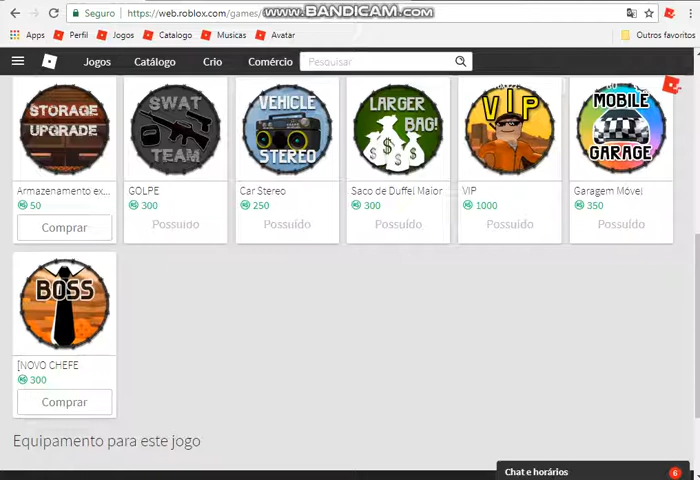 Seguro
https://web.roblox.com/games/
WWW.BANDICAM.COM
Apps
Perfil
Jogos
Catalogo
Musicas
Avatar
Outros favoritos
Jogos
Catálogo
Crio
Comércio
Pesquisar
STORAGE
UPGRADE
SWAT
TEAM
VEHICLE
STEREO
LARGER
BAG!
VIP
MOBILE
GARAGE
Armazenamento ex...
GOLPE
Car Stereo
Saco de Duffel Maior
VIP
Garagem Móvel
50
300
250
300
1000
350
Comprar
Possuído
Possuído
Possuído
Possuído
Possuído
BOSS
[NOVO CHEFE
300
Comprar
Equipamento para este jogo
Chat e horários
6